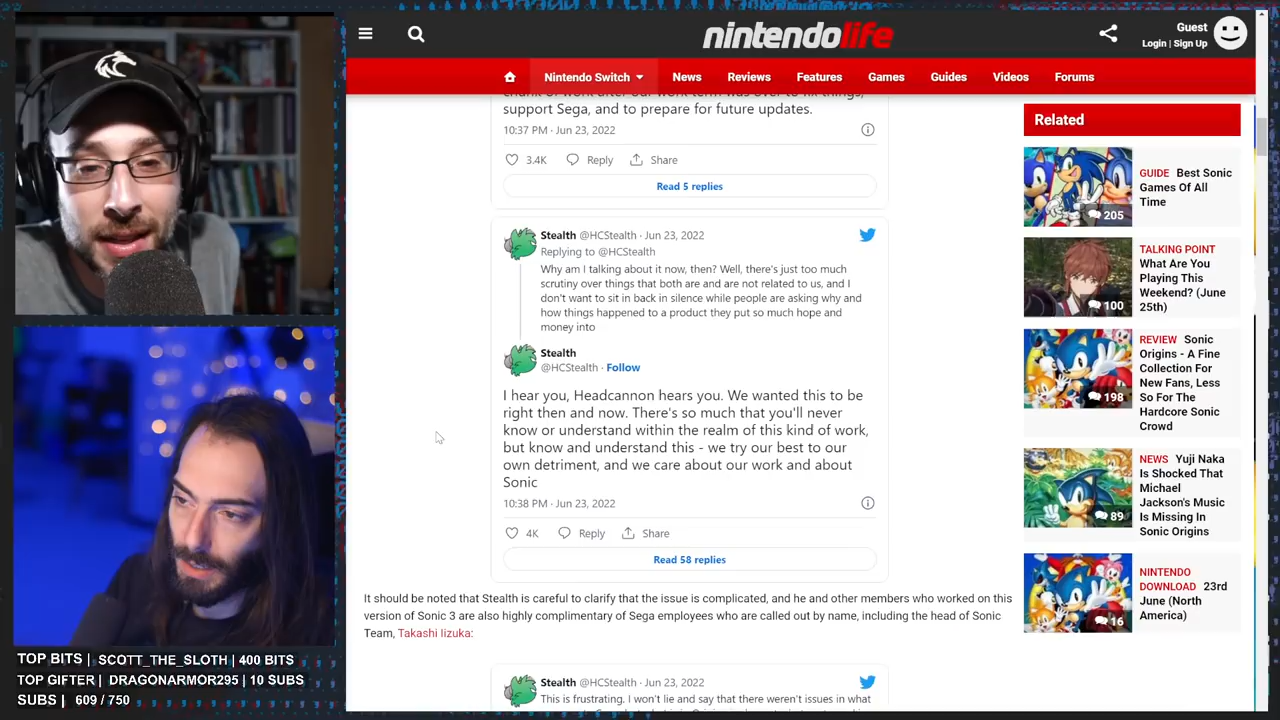 nintendolife
Guest
Login | Sign Up
Nintendo Switch
News
Reviews
Features
Games
Guides
Videos
Forums
support Sega, and to prepare for future updates.
10:37 PM · Jun 23, 2022
3.4K Reply Share
Read 5 replies
Stealth @HCStealth · Jun 23, 2022
Replying to @HCStealth
Why am I talking about it now, then? Well, there's just too much
scrutiny over things that both are and are not related to us, and I
don't want to sit in back in silence while people are asking why and
how things happened to a product they put so much hope and
money into
Stealth
@HCStealth · Follow
I hear you, Headcannon hears you. We wanted this to be
right then and now. There's so much that you'll never
know or understand within the realm of this kind of work,
but know and understand this - we try our best to our
own detriment, and we care about our work and about
Sonic
10:38 PM · Jun 23, 2022
4K Reply Share
Read 58 replies
It should be noted that Stealth is careful to clarify that the issue is complicated, and he and other members who worked on this
version of Sonic 3 are also highly complimentary of Sega employees who are called out by name, including the head of Sonic
Team, Takashi Iizuka:
Stealth @HCStealth · Jun 23, 2022
This is frustrating. I won't lie and say that there weren't issues in what
Related
GUIDE Best Sonic
Games Of All
Time
205
TALKING POINT
What Are You
Playing This
Weekend? (June
25th)
100
REVIEW Sonic
Origins - A Fine
Collection For
New Fans, Less
So For The
Hardcore Sonic
Crowd
198
NEWS Yuji Naka
Is Shocked That
Michael
Jackson's Music
Is Missing In
Sonic Origins
89
NINTENDO
DOWNLOAD 23rd
June (North
America)
16
TOP BITS | SCOTT_THE_SLOTH | 400 BITS
TOP GIFTER | DRAGONARMOR295 | 10 SUBS
SUBS | 609 / 750